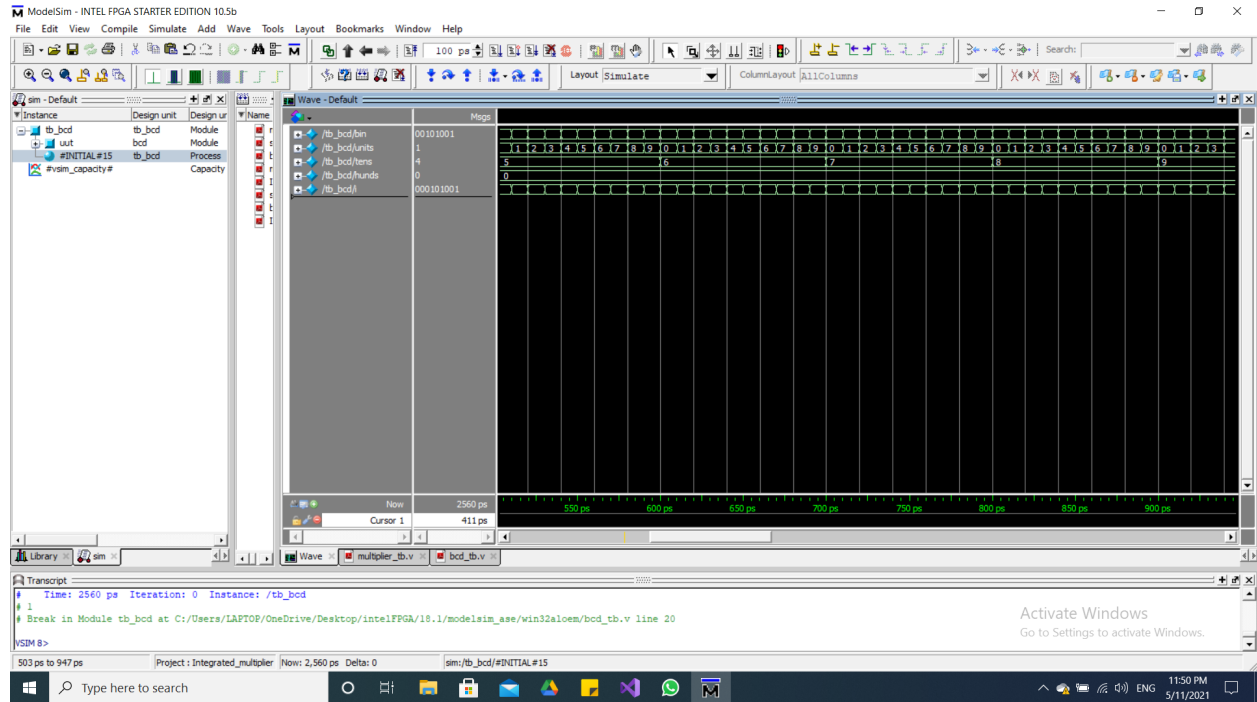 ModelSim - INTEL FPGA STARTER EDITION 10.5b
File Edit View Compile Simulate Add Wave Tools Layout Bookmarks Window Help
100 ps Search:
Layout Simulate ColumnLayout AllColumns
sim - Default
Instance Design unit Design ur
tb_bcd tb_bcd Module
uut bcd Module
#INITIAL#15 tb_bcd Process
#vsim_capacity# Capacity
Name
Wave - Default
Msgs
/tb_bcd/bin 00101001
/tb_bcd/units 1 1 2 3 4 5 6 7 8 9 0 1 2 3 4 5 6 7 8 9 0 1 2 3 4 5 6 7 8 9 0 1 2 3 4 5 6 7 8 9 0 1 2 3
/tb_bcd/tens 4 5 6 7 8 9
/tb_bcd/hunds 0 0
/tb_bcd/i 000101001
Now 2560 ps 550 ps 600 ps 650 ps 700 ps 750 ps 800 ps 850 ps 900 ps
Cursor 1 411 ps
Library sim Wave multiplier_tb.v bcd_tb.v
Transcript
# Time: 2560 ps Iteration: 0 Instance: /tb_bcd
# 1
# Break in Module tb_bcd at C:/Users/LAPTOP/OneDrive/Desktop/intelFPGA/18.1/modelsim_ase/win32aloem/bcd_tb.v line 20
VSIM 8>
Activate Windows
Go to Settings to activate Windows.
503 ps to 947 ps Project : Integrated_multiplier Now: 2,560 ps Delta: 0 sim:/tb_bcd/#INITIAL#15
Type here to search
ENG
11:50 PM
5/11/2021